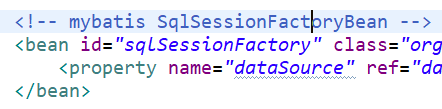 <!-- mybatis SqlSessionFactoryBean -->
<bean id="sqlSessionFactory" class="org
<property name="dataSource" ref="da
</bean>